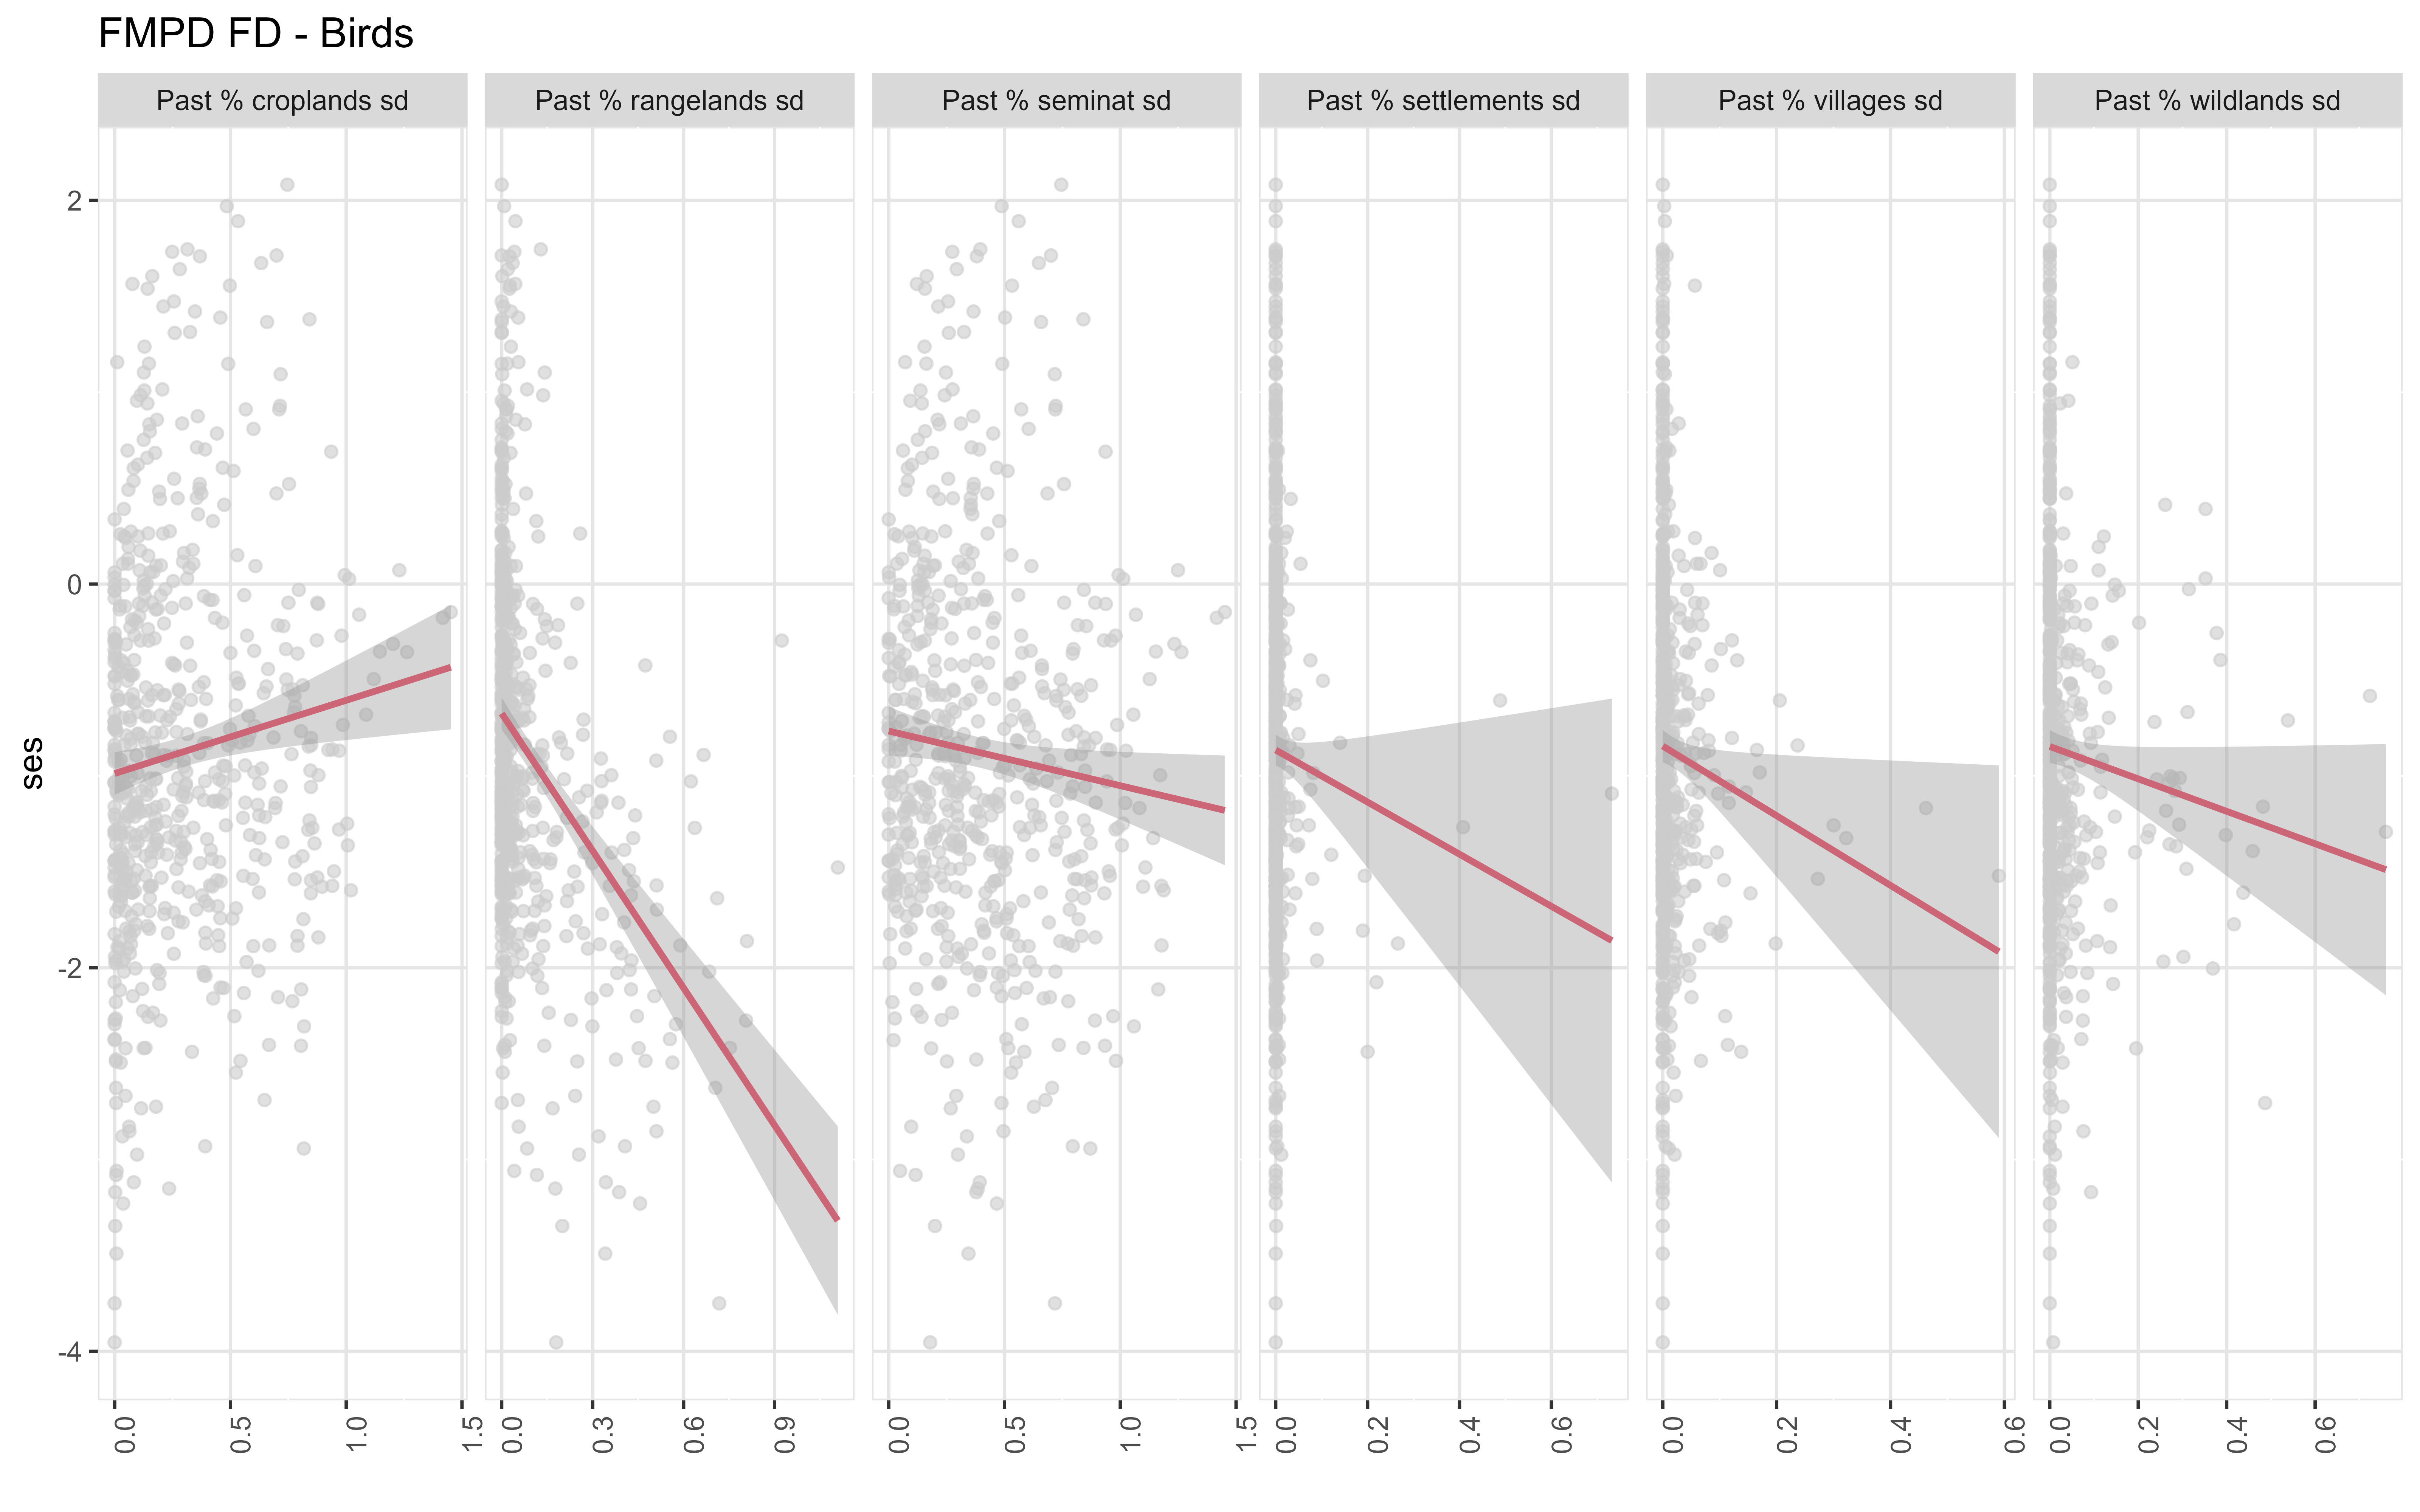 FMPD FD - Birds
Past % croplands sd
Past % rangelands sd
Past % seminat sd
Past % settlements sd
Past % villages sd
Past % wildlands sd
2
0
-2
-4
ses
0.0 0.5 1.0 1.5
0.0 0.3 0.6 0.9
0.0 0.5 1.0 1.5
0.0 0.2 0.4 0.6
0.0 0.2 0.4 0.6
0.0 0.2 0.4 0.6